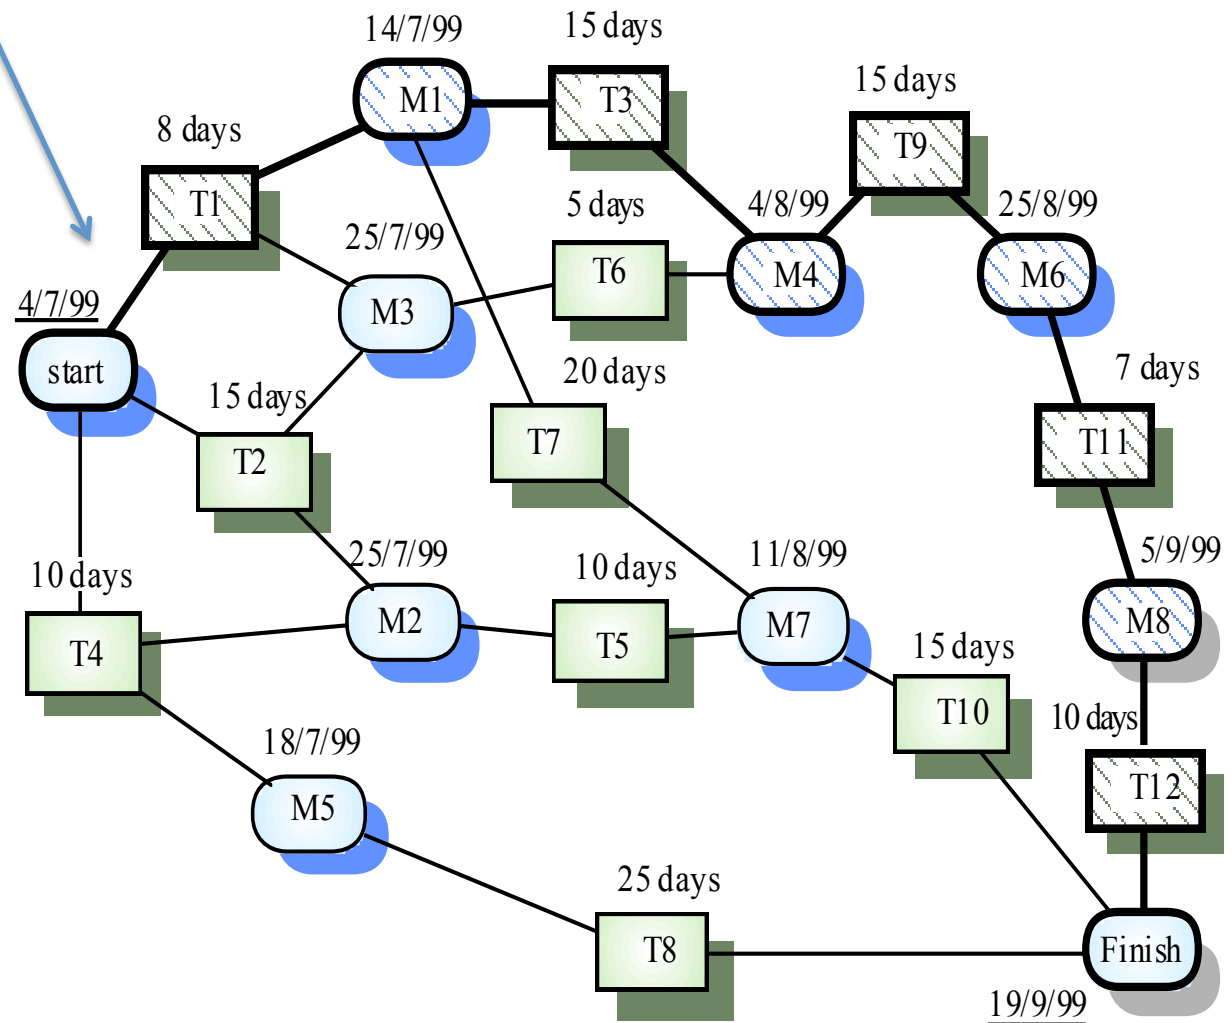 14/7/99
15 days
M1
T3
15 days
8 days
T9
T1
5 days
4/8/99
25/8/99
25/7/99
T6
M4
M6
4/7/99
M3
start
20 days
7 days
15 days
T2
T7
T11
25/7/99
11/8/99
5/9/99
10 days
10 days
M2
M7
M8
T4
T5
15 days
T10
10 days
18/7/99
M5
T12
25 days
T8
Finish
19/9/99